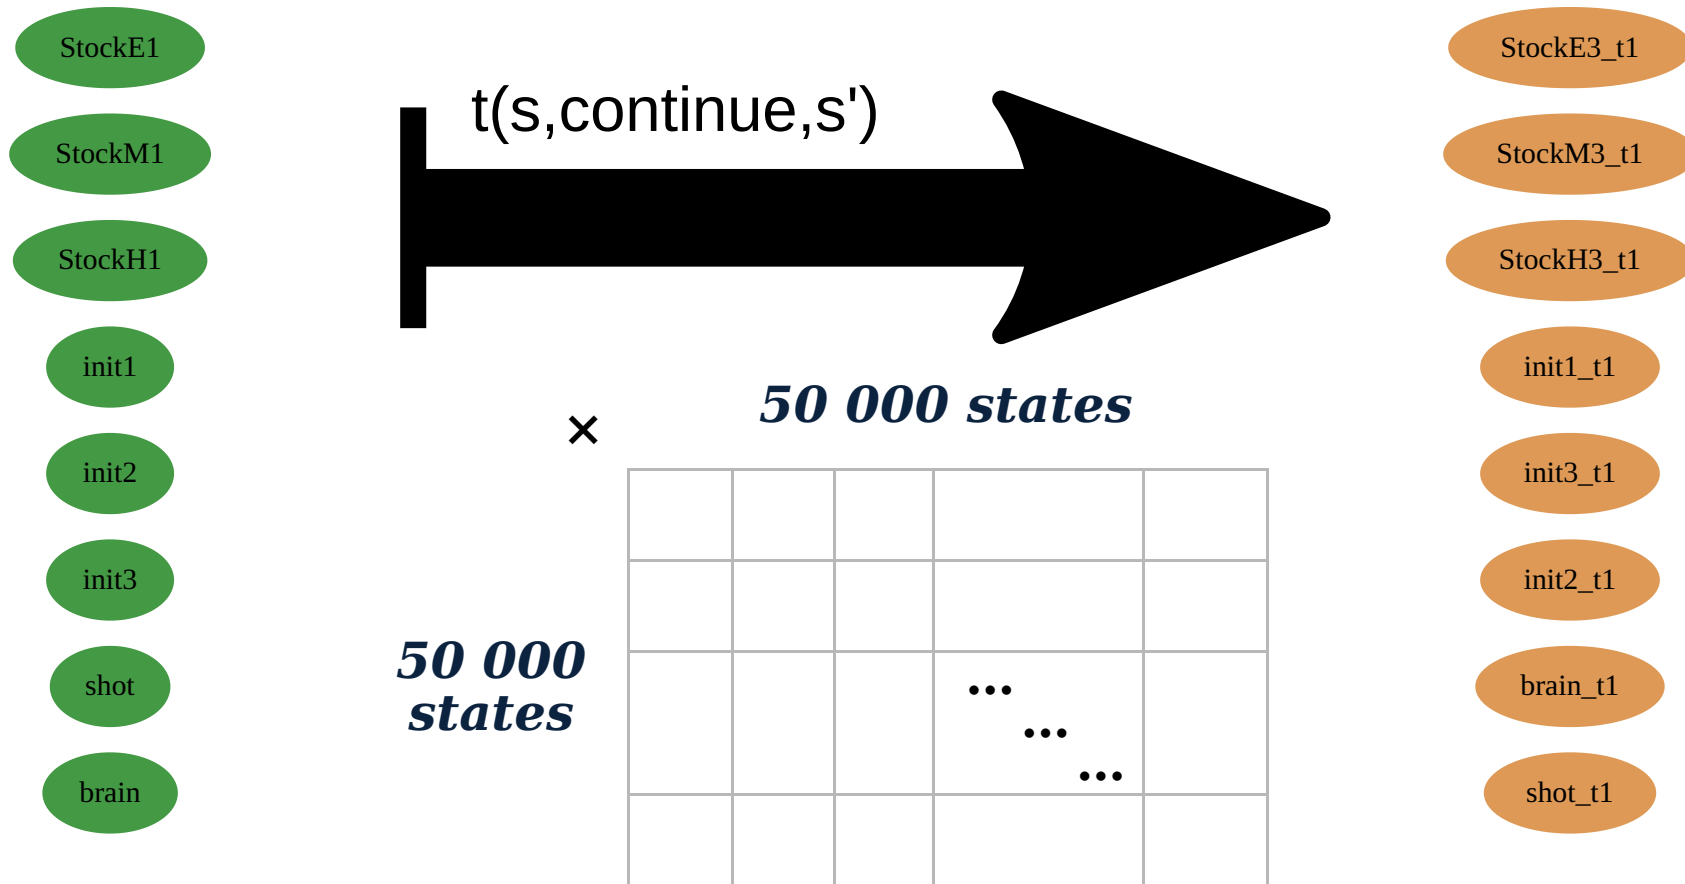 StockE1
StockM1
StockH1
init1
init2
init3
shot
brain
t(s,continue,s')
×
50 000 states
50 000
states
...
...
...
StockE3_t1
StockM3_t1
StockH3_t1
init1_t1
init3_t1
init2_t1
brain_t1
shot_t1